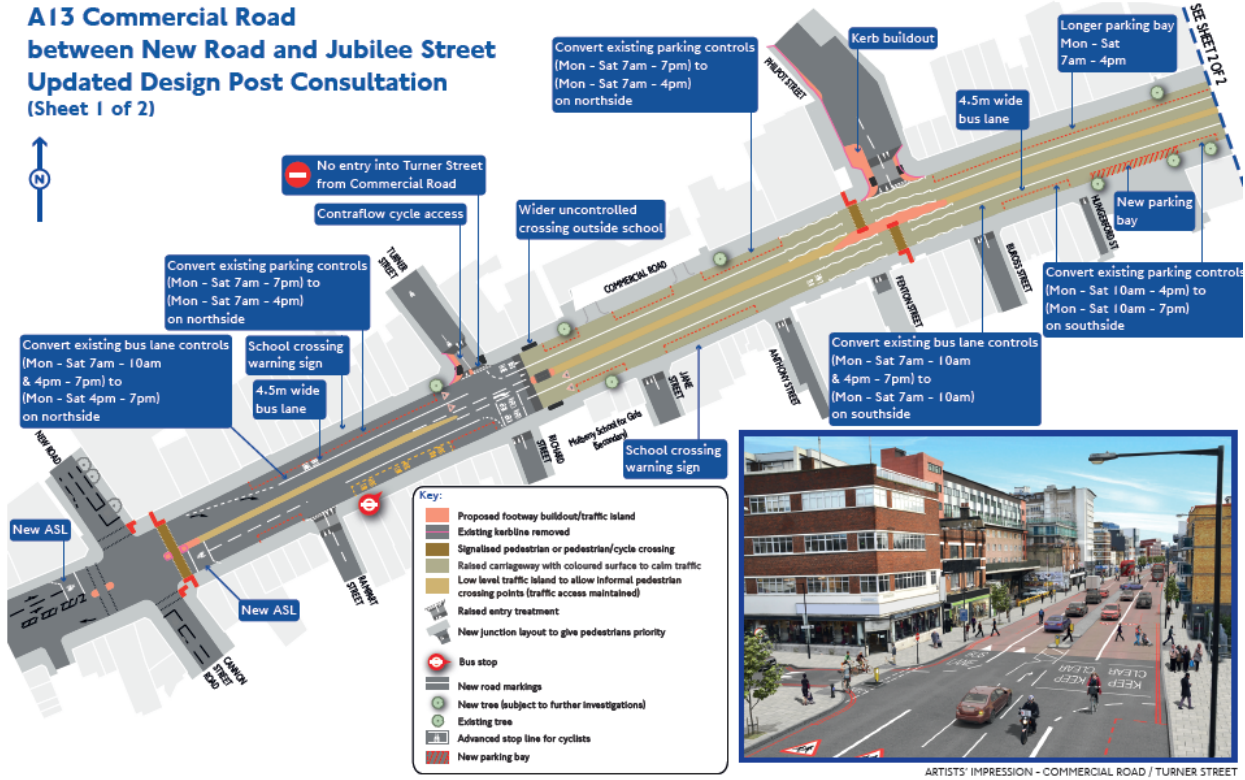 A13 Commercial Road
between New Road and Jubilee Street
Updated Design Post Consultation
(Sheet 1 of 2)
N
No entry into Turner Street
from Commercial Road
Contraflow cycle access
Convert existing parking controls
(Mon - Sat 7am - 7pm) to
(Mon - Sat 7am - 4pm)
on northside
Kerb buildout
Longer parking bay
Mon - Sat
7am - 4pm
SEE SHEET 2 OF 2
PHILPOT STREET
4.5m wide
bus lane
Wider uncontrolled
crossing outside school
New parking
bay
HUNGERFORD ST.
TURNER
STREET
COMMERCIAL ROAD
Convert existing parking controls
(Mon - Sat 7am - 7pm) to
(Mon - Sat 7am - 4pm)
on northside
BUROSS STREET
FENTON STREET
Convert existing parking controls
(Mon - Sat 10am - 4pm) to
(Mon - Sat 10am - 7pm)
on southside
Convert existing bus lane controls
(Mon - Sat 7am - 10am
& 4pm - 7pm) to
(Mon - Sat 4pm - 7pm)
on northside
School crossing
warning sign
4.5m wide
bus lane
ANTHONY STREET
Convert existing bus lane controls
(Mon - Sat 7am - 10am
& 4pm - 7pm) to
(Mon - Sat 7am - 10am)
on southside
JANE
STREET
RICHARD
STREET
Mulberry School for Girls
(Secondary)
School crossing
warning sign
NEW ROAD
New ASL
RAMPART
STREET
New ASL
CANNON
STREET
ROAD
Key:
Proposed footway buildout/traffic island
Existing kerbline removed
Signalised pedestrian or pedestrian/cycle crossing
Raised carriageway with coloured surface to calm traffic
Low level traffic island to allow informal pedestrian
crossing points (traffic access maintained)
Raised entry treatment
New junction layout to give pedestrians priority
Bus stop
New road markings
New tree (subject to further investigations)
Existing tree
Advanced stop line for cyclists
New parking bay
KEEP
CLEAR
KEEP
CLEAR
ARTISTS' IMPRESSION - COMMERCIAL ROAD / TURNER STREET